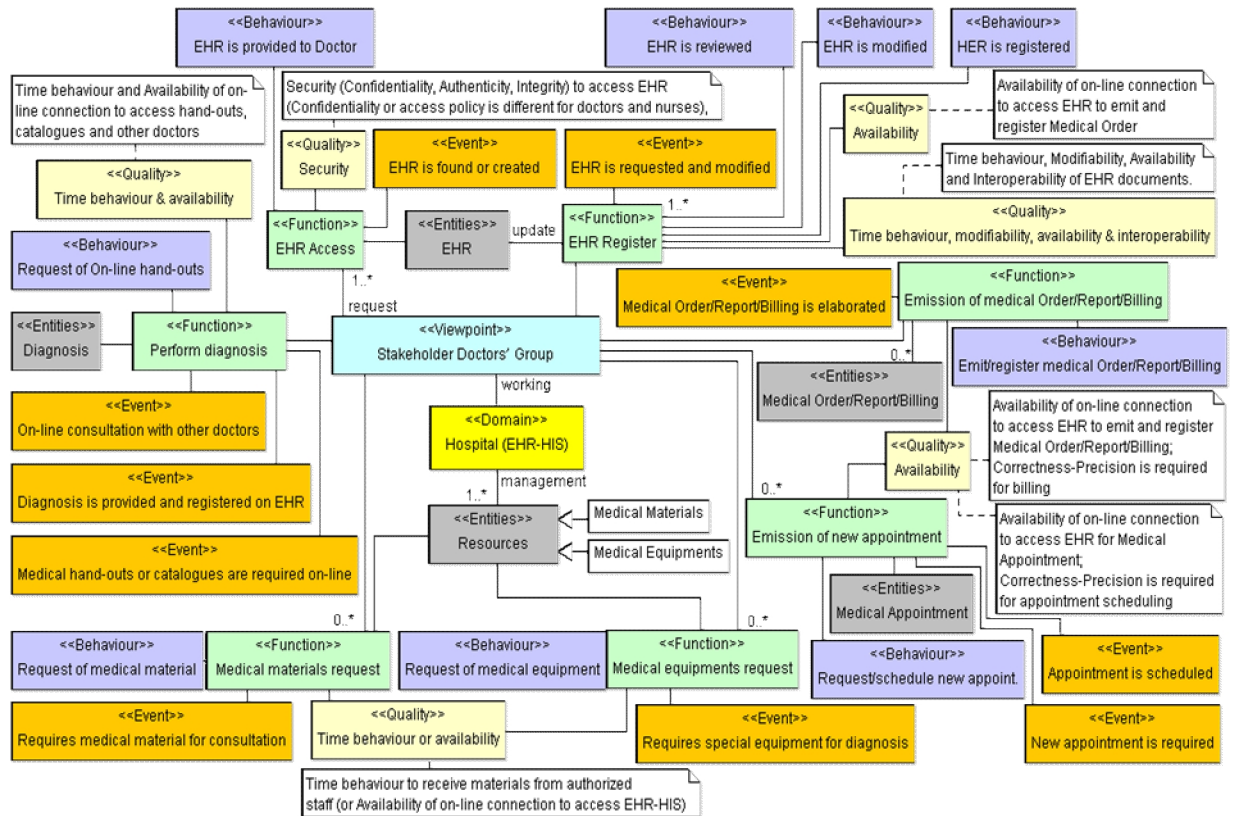 <<Behaviour>>
EHR is provided to Doctor
<<Behaviour>>
EHR is reviewed
<<Behaviour>>
EHR is modified
<<Behaviour>>
HER is registered
Time behaviour and Availability of on-
line connection to access hand-outs,
catalogues and other doctors
Security (Confidentiality, Authenticity, Integrity) to access EHR
(Confidentiality or access policy is different for doctors and nurses),
Availability of on-line connection
to access EHR to emit and
register Medical Order
<<Quality>>
Availability
<<Quality>>
Security
<<Event>>
EHR is found or created
<<Event>>
EHR is requested and modified
Time behaviour, Modifiability, Availability
and Interoperability of EHR documents.
<<Quality>>
Time behaviour & availability
<<Function>>
EHR Access
<<Entities>>
EHR
update
<<Function>>
EHR Register
1..*
<<Quality>>
Time behaviour, modifiability, availability & interoperability
<<Behaviour>>
Request of On-line hand-outs
1..*
request
<<Event>>
Medical Order/Report/Billing is elaborated
<<Function>>
Emission of medical Order/Report/Billing
<<Entities>>
Diagnosis
<<Function>>
Perform diagnosis
<<Viewpoint>>
Stakeholder Doctors' Group
<<Behaviour>>
Emit/register medical Order/Report/Billing
0..*
<<Entities>>
Medical Order/Report/Billing
working
<<Event>>
On-line consultation with other doctors
<<Domain>>
Hospital (EHR-HIS)
Availability of on-line connection
to access EHR to emit and register
Medical Order/Report/Billing;
Correctness-Precision is required
for billing
<<Quality>>
Availability
<<Event>>
Diagnosis is provided and registered on EHR
management
1..*
0..*
<<Entities>>
Resources
Medical Materials
Medical Equipments
<<Function>>
Emission of new appointment
Availability of on-line connection
to access EHR for Medical
Appointment;
Correctness-Precision is required
for appointment scheduling
<<Event>>
Medical hand-outs or catalogues are required on-line
<<Entities>>
Medical Appointment
0..*
0..*
<<Behaviour>>
Request of medical material
<<Function>>
Medical materials request
<<Behaviour>>
Request of medical equipment
<<Function>>
Medical equipments request
<<Behaviour>>
Request/schedule new appoint.
<<Event>>
Appointment is scheduled
<<Event>>
Requires medical material for consultation
<<Quality>>
Time behaviour or availability
<<Event>>
Requires special equipment for diagnosis
<<Event>>
New appointment is required
Time behaviour to receive materials from authorized
staff (or Availability of on-line connection to access EHR-HIS)